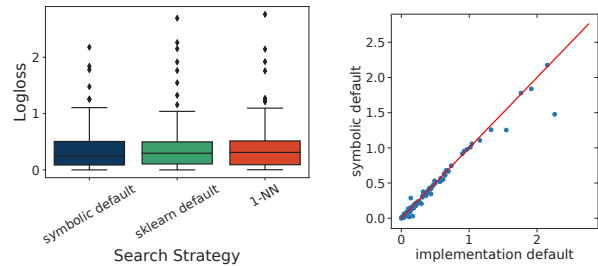 Logloss
2
1
0
symbolic default
sklearn default
1-NN
Search Strategy
symbolic default
2.5
2.0
1.5
1.0
0.5
0.0
0
1
2
implementation default